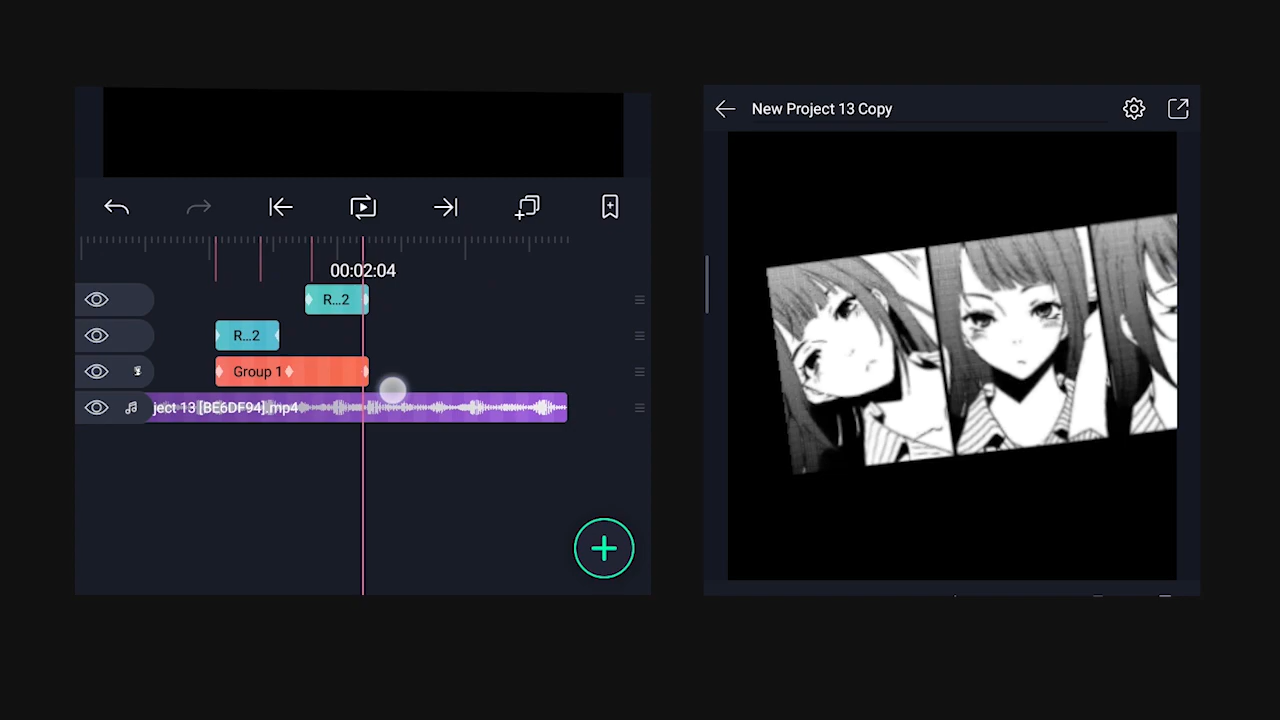 New Project 13 Copy
00:02:04
R...2
R...2
Group 1
ject 13[BE6DF94].mp4